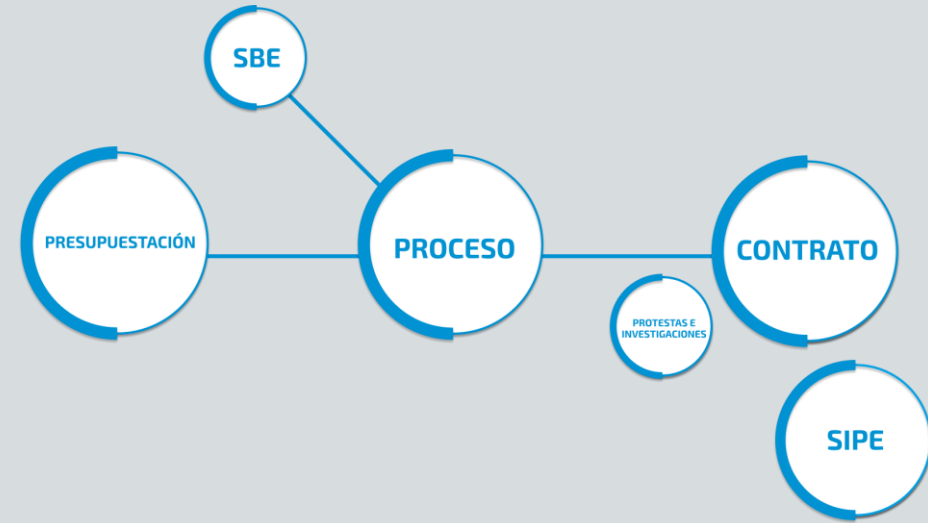 SBE
PRESUPUESTACIÓN
PROCESO
CONTRATO
PROTESTAS E
INVESTIGACIONES
SIPE